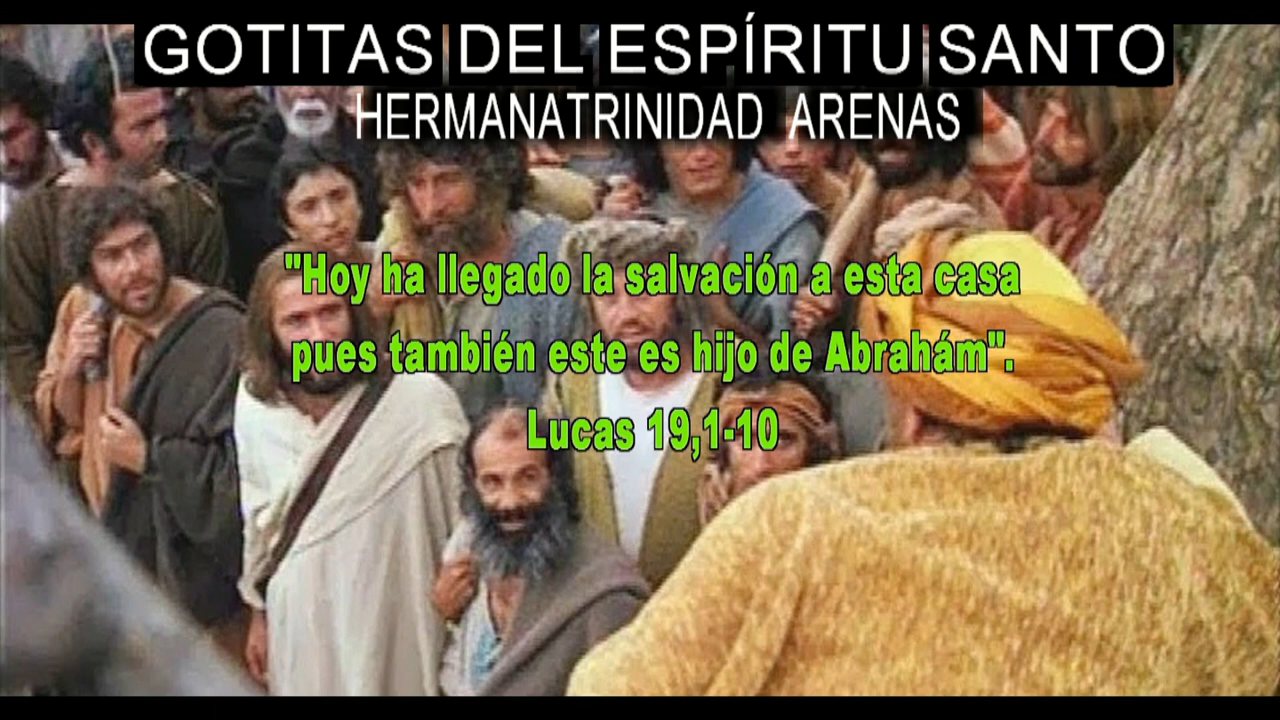 GOTITAS DEL ESPÍRITU SANTO
HERMANATRINIDAD ARENAS
"Hoy ha llegado la salvación a esta casa
pues también este es hijo de Abrahám".
Lucas 19,1-10